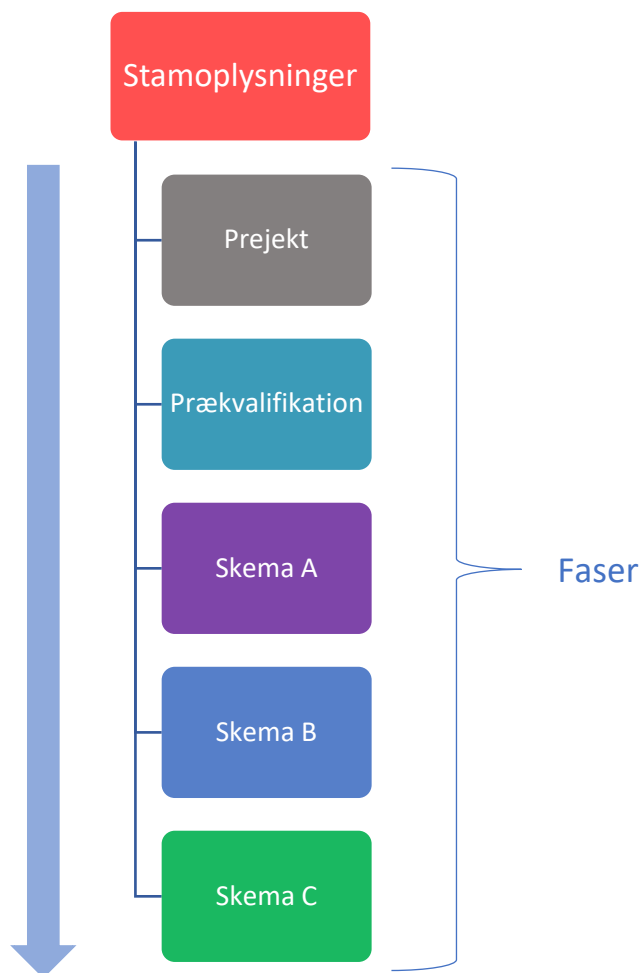 Stamoplysninger
Prejekt
Prækvalifikation
Skema A
Faser
Skema B
Skema C